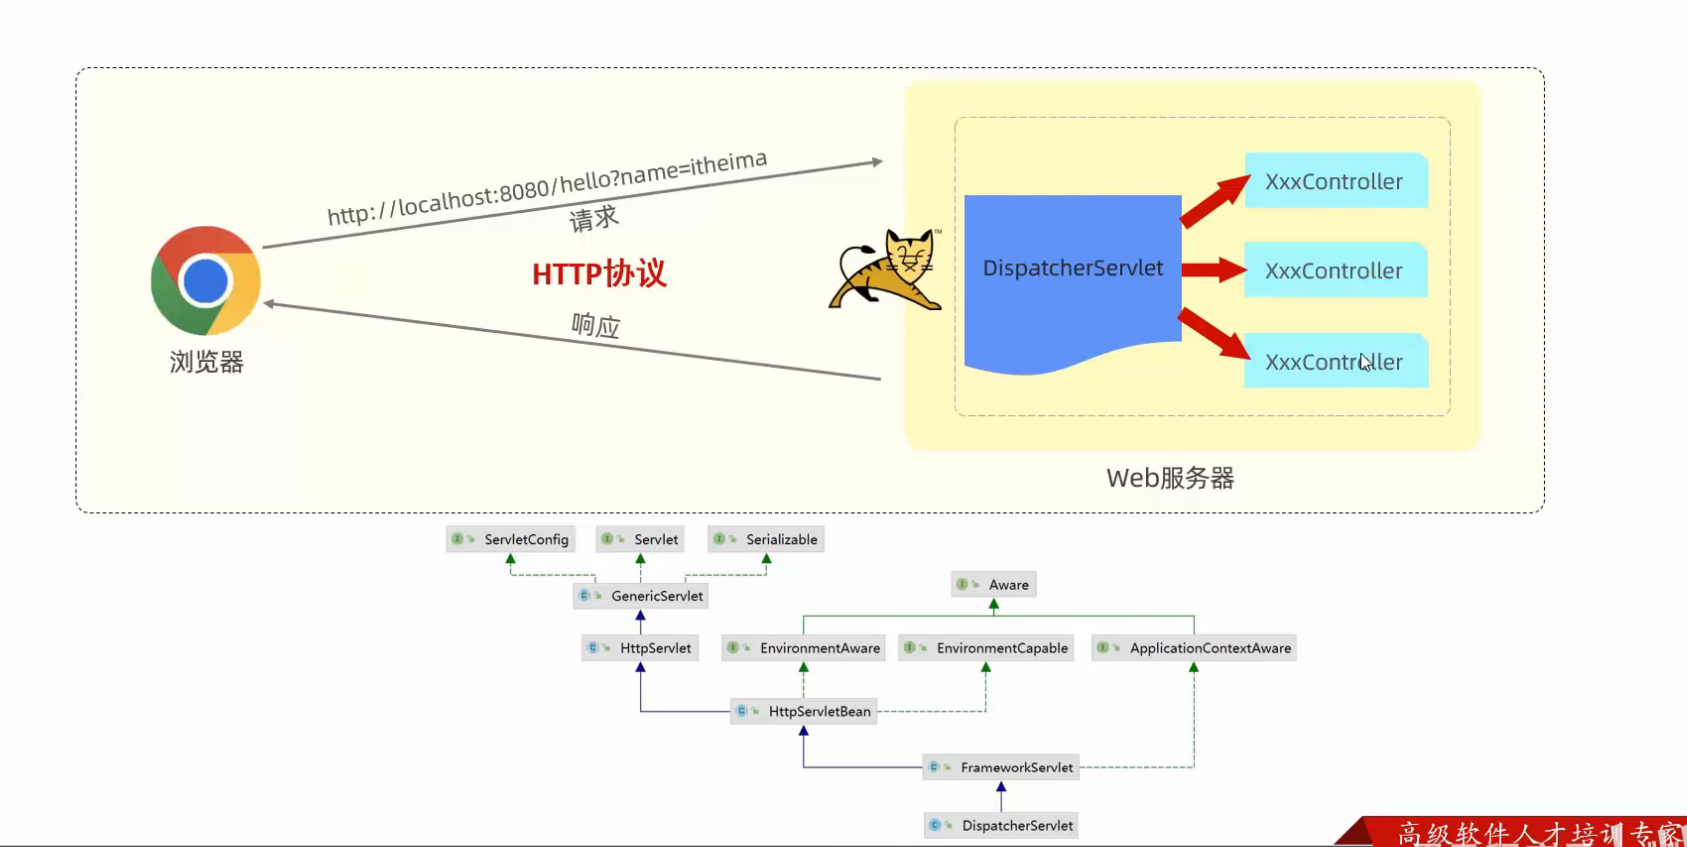 http://localhost:8080/hello?name=itheima
请求
HTTP协议
响应
浏览器
TM
DispatcherServlet
XxxController
XxxController
XxxController
Web服务器
ServletConfig
Servlet
Serializable
Aware
GenericServlet
HttpServlet
EnvironmentAware
EnvironmentCapable
ApplicationContextAware
HttpServletBean
FrameworkServlet
DispatcherServlet
高级软件人才培训专家